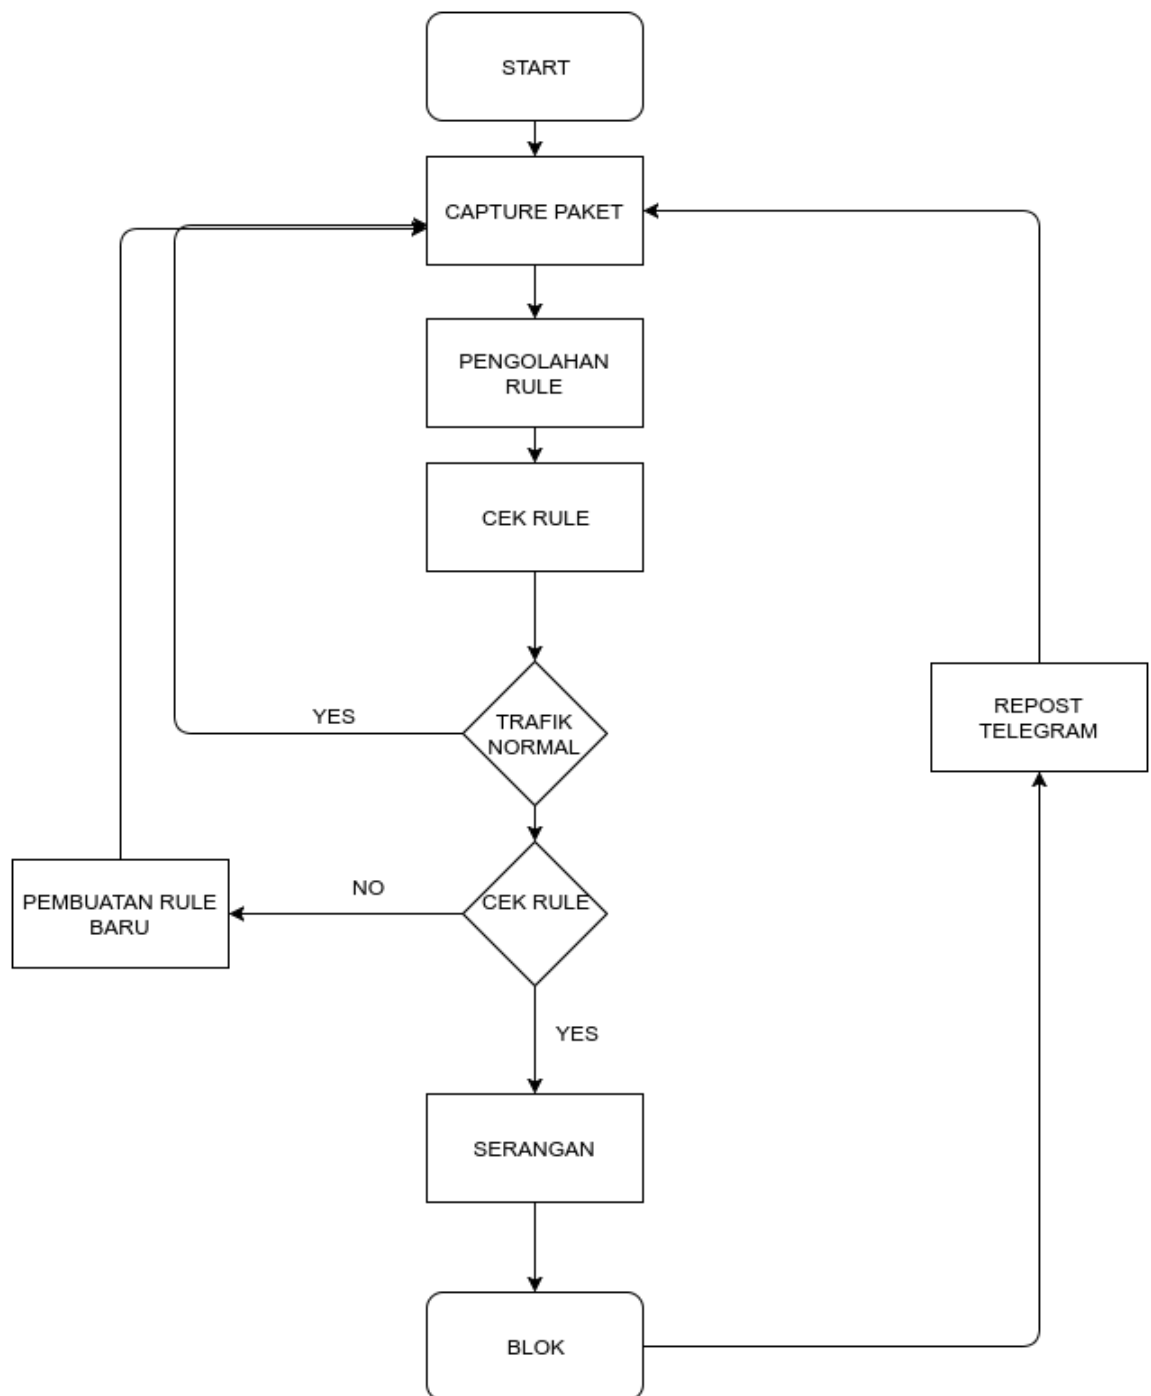 START
CAPTURE PAKET
PENGOLAHAN
RULE
CEK RULE
YES
TRAFIK
NORMAL
REPOST
TELEGRAM
NO
CEK RULE
PEMBUATAN RULE
BARU
YES
SERANGAN
BLOK